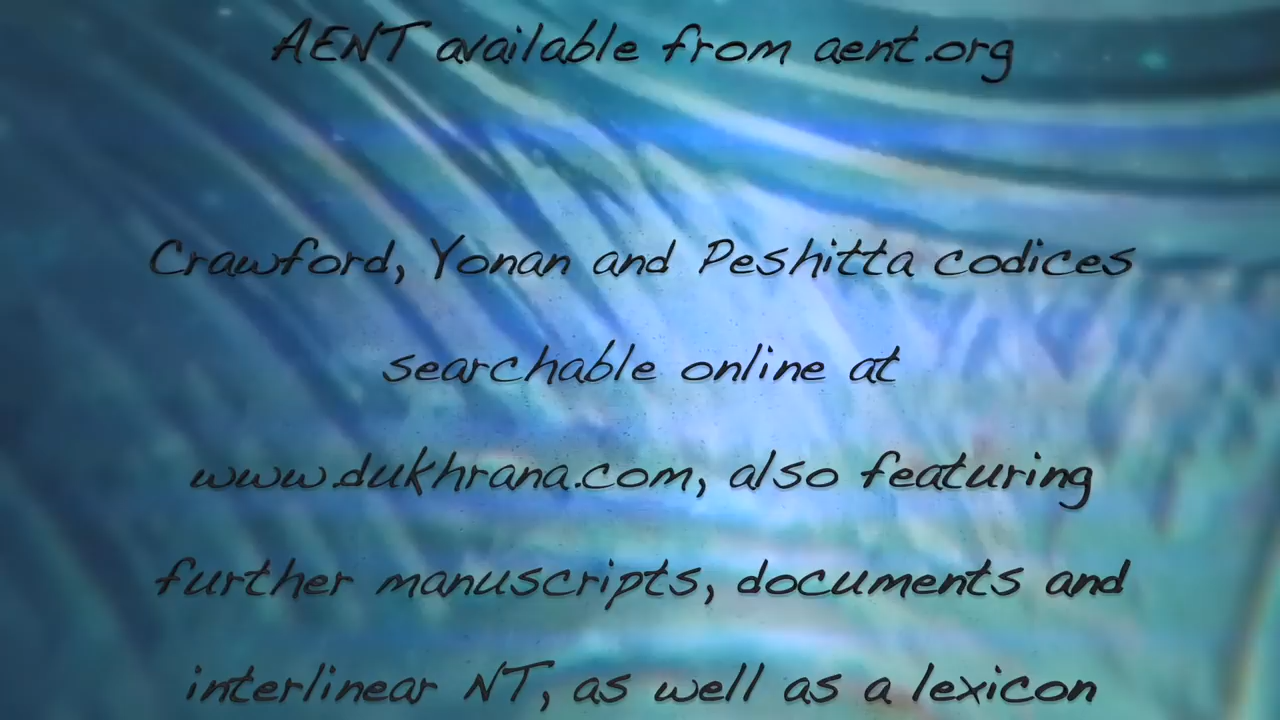 AENT available from aent.org
Crawford, Yonan and Peshitta codices
searchable online at
www.dukhrana.com, also featuring
further manuscripts, documents and
interlinear NT, as well as a lexicon